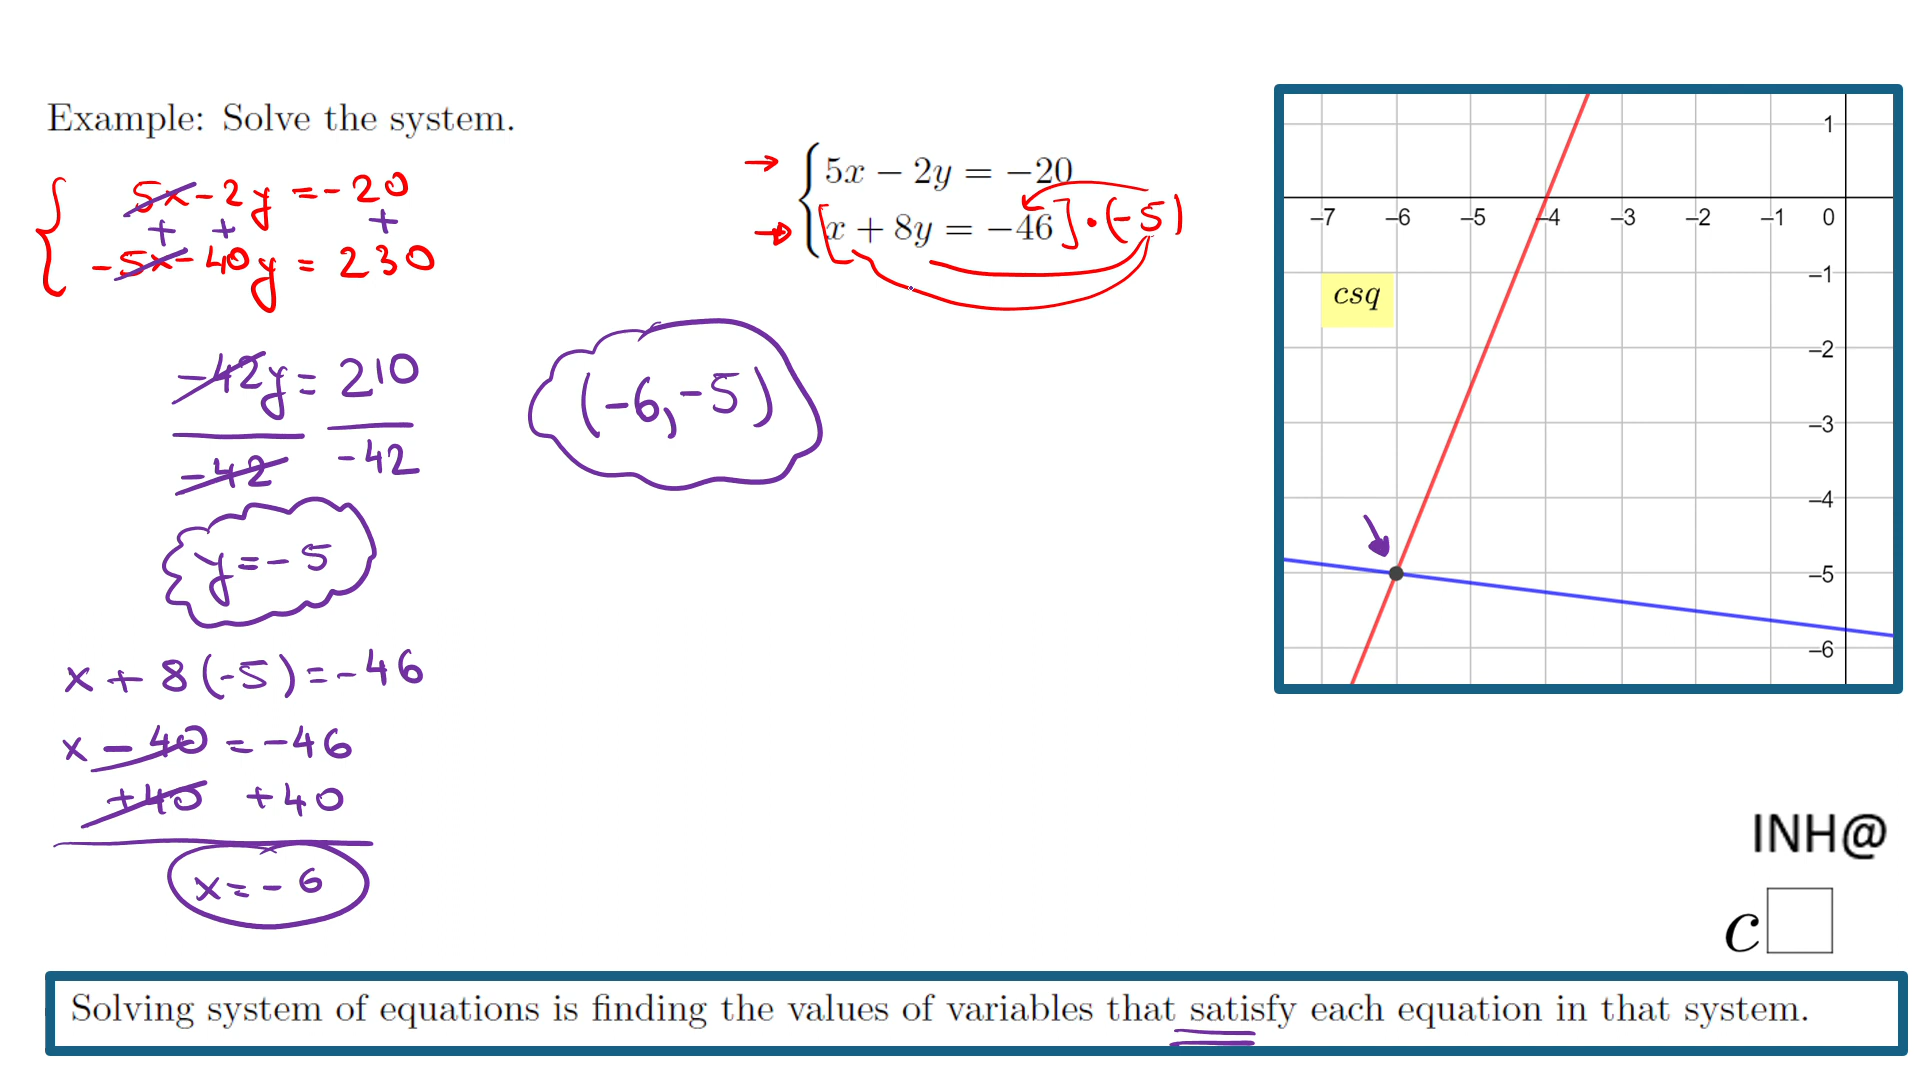 Example: Solve the system.
5x - 2y = -20
+ + +
-5x - 40y = 230
5x − 2y = −20
[x + 8y = −46] · (-5)
-42y = 210
-42 -42
y = -5
x + 8(-5) = -46
x - 40 = -46
+40 +40
x = -6
(-6, -5)
1
−7 −6 −5 −4 −3 −2 −1 0
−1
csq
−2
−3
−4
−5
−6
INH@
c
Solving system of equations is finding the values of variables that satisfy each equation in that system.